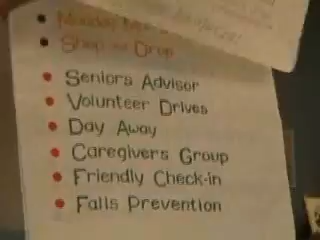 Shop or Drop
Seniors Advisor
Volunteer Drives
Day Away
Caregivers Group
Friendly Check-in
Falls Prevention